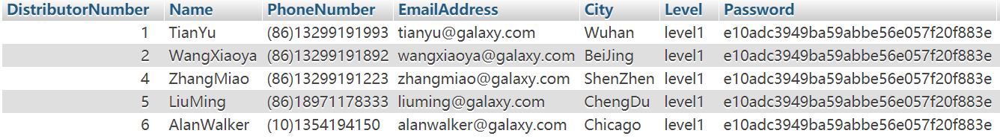 DistributorNumber Name PhoneNumber EmailAddress City Level Password
1 TianYu (86)13299191993 tianyu@galaxy.com Wuhan level1 e10adc3949ba59abbe56e057f20f883e
2 WangXiaoya (86)13299191892 wangxiaoya@galaxy.com BeiJing level1 e10adc3949ba59abbe56e057f20f883e
4 ZhangMiao (86)13299191223 zhangmiao@galaxy.com ShenZhen level1 e10adc3949ba59abbe56e057f20f883e
5 LiuMing (86)18971178333 liuming@galaxy.com ChengDu level1 e10adc3949ba59abbe56e057f20f883e
6 AlanWalker (10)1354194150 alanwalker@galaxy.com Chicago level1 e10adc3949ba59abbe56e057f20f883e